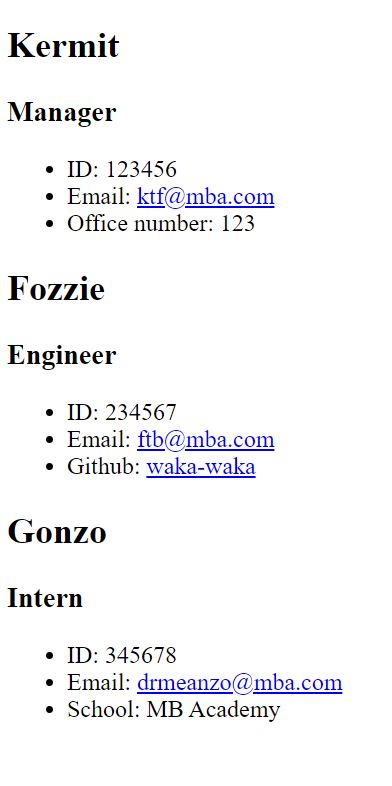 Kermit
Manager
ID: 123456
Email: ktf@mba.com
Office number: 123
Fozzie
Engineer
ID: 234567
Email: ftb@mba.com
Github: waka-waka
Gonzo
Intern
ID: 345678
Email: drmeanzo@mba.com
School: MB Academy